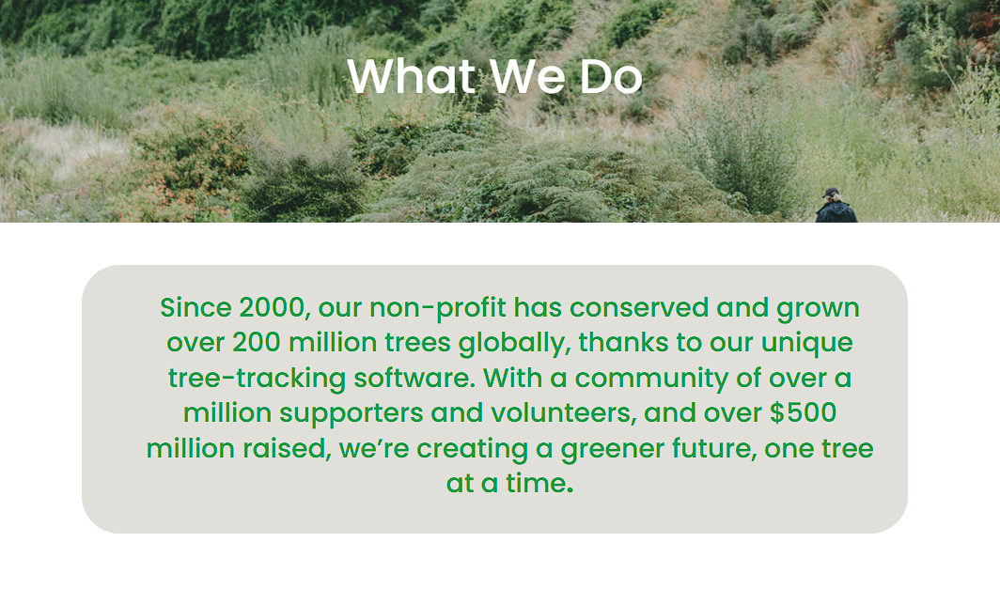 What We Do
Since 2000, our non-profit has conserved and grown
over 200 million trees globally, thanks to our unique
tree-tracking software. With a community of over a
million supporters and volunteers, and over $500
million raised, we’re creating a greener future, one tree
at a time.